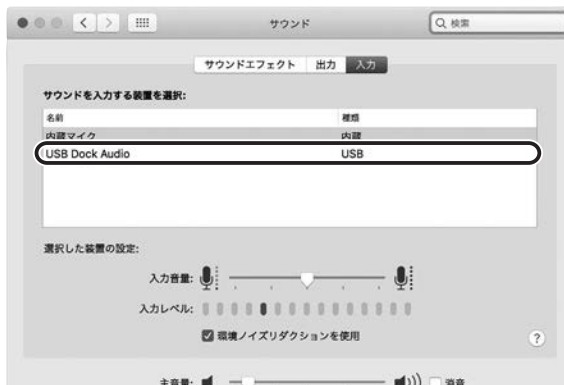 サウンド
検索
サウンドエフェクト 出力 入力
サウンドを入力する装置を選択:
名前 種類
内蔵マイク 内蔵
USB Dock Audio USB
選択した装置の設定:
入力音量:
入力レベル:
環境ノイズリダクションを使用
?
主音量: 消音